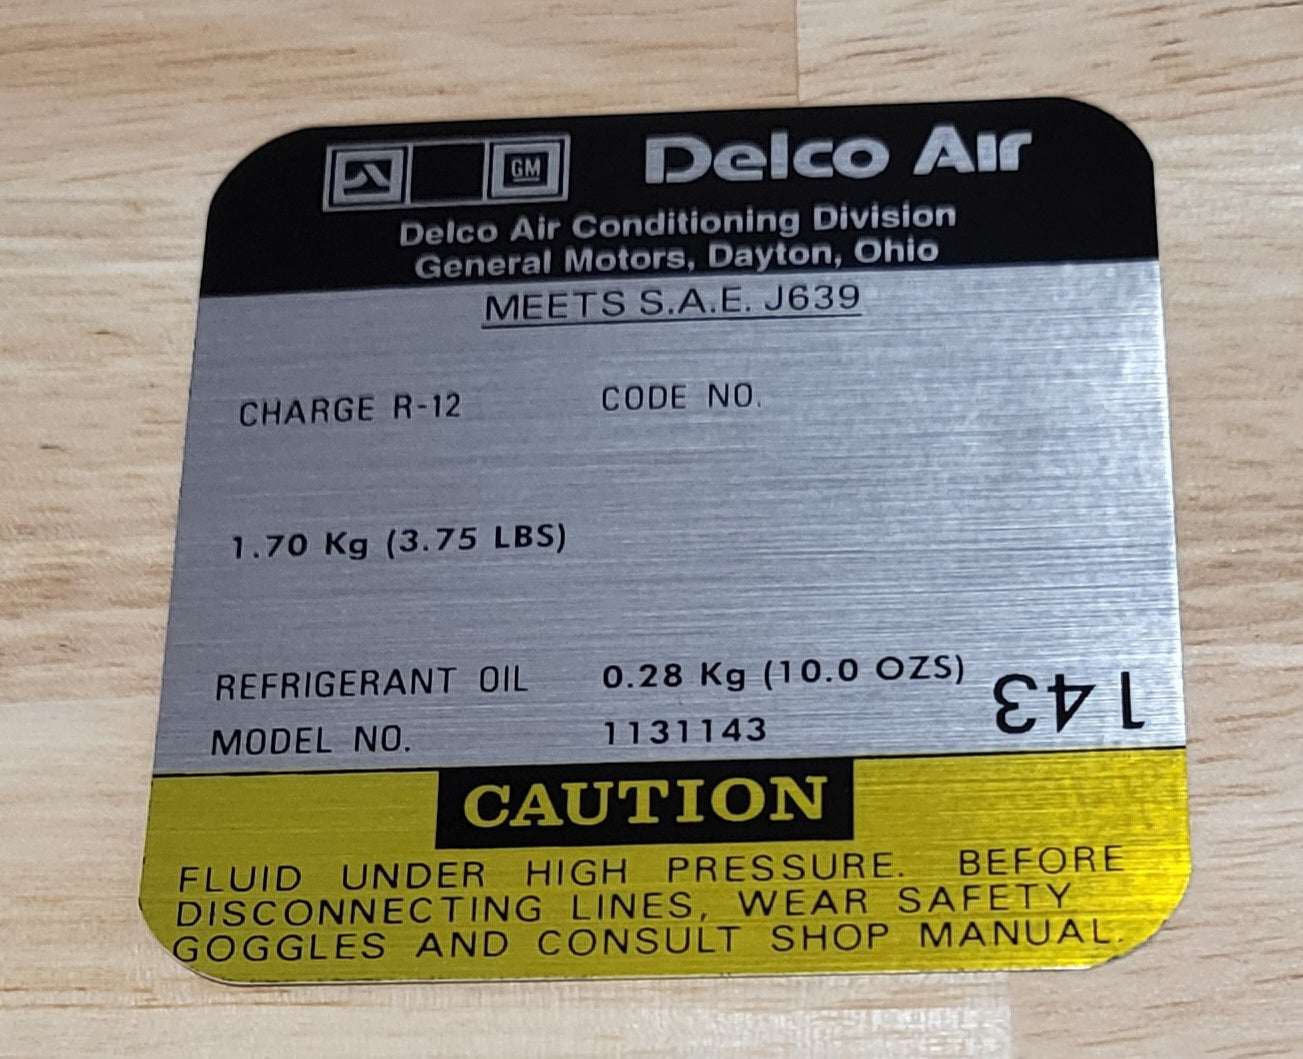 GM
Delco Air
Delco Air Conditioning Division
General Motors, Dayton, Ohio
MEETS S.A.E. J639
CHARGE R-12 CODE NO.
1.70 Kg (3.75 LBS)
REFRIGERANT OIL 0.28 Kg (10.0 OZS)
MODEL NO. 1131143
143
CAUTION
FLUID UNDER HIGH PRESSURE. BEFORE
DISCONNECTING LINES, WEAR SAFETY
GOGGLES AND CONSULT SHOP MANUAL.